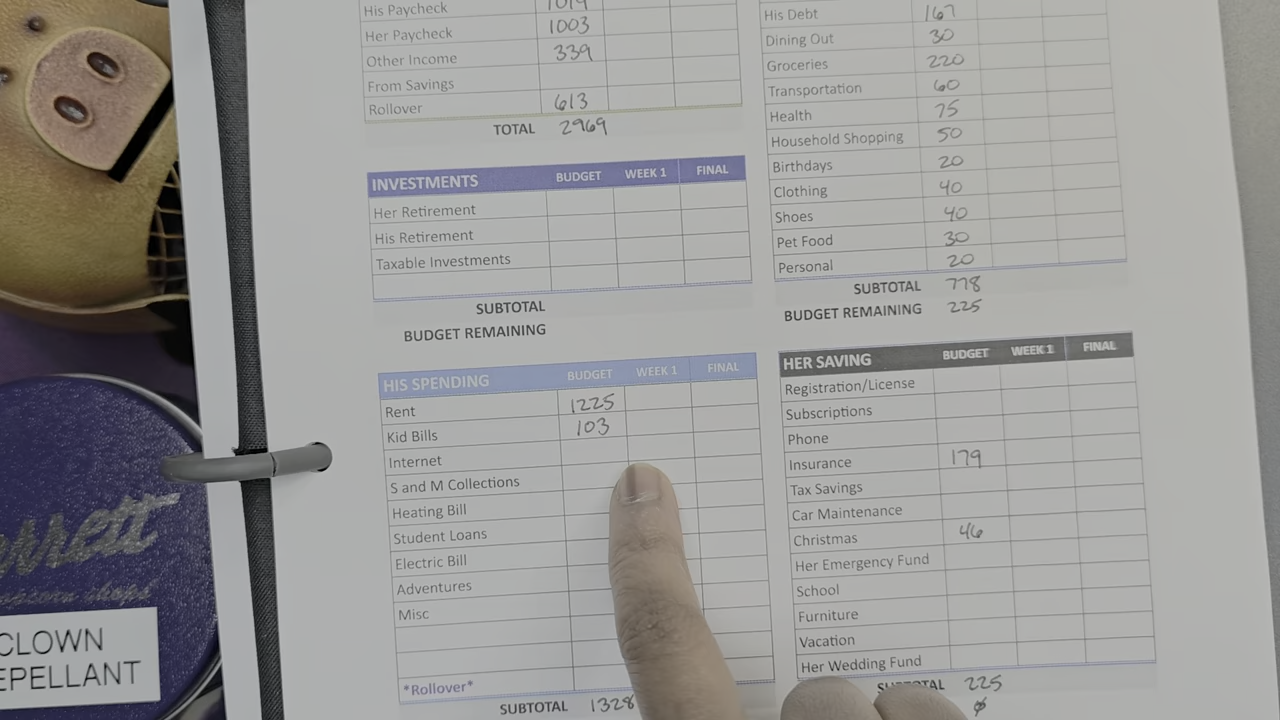 His Paycheck 1019
Her Paycheck 1003
Other Income 339
From Savings
Rollover 613
TOTAL 2969
INVESTMENTS BUDGET WEEK 1 FINAL
Her Retirement
His Retirement
Taxable Investments
SUBTOTAL
BUDGET REMAINING
HIS SPENDING BUDGET WEEK 1 FINAL
Rent 1225
Kid Bills 103
Internet
S and M Collections
Heating Bill
Student Loans
Electric Bill
Adventures
Misc
*Rollover*
SUBTOTAL 1328
His Debt 167
Dining Out 30
Groceries 220
Transportation 60
Health 75
Household Shopping 50
Birthdays 20
Clothing 40
Shoes 40
Pet Food 30
Personal 20
SUBTOTAL 778
BUDGET REMAINING 225
HER SAVING BUDGET WEEK 1 FINAL
Registration/License
Subscriptions
Phone
Insurance 179
Tax Savings
Car Maintenance
Christmas 46
Her Emergency Fund
School
Furniture
Vacation
Her Wedding Fund
SUBTOTAL 225
CLOWN
EPELLANT